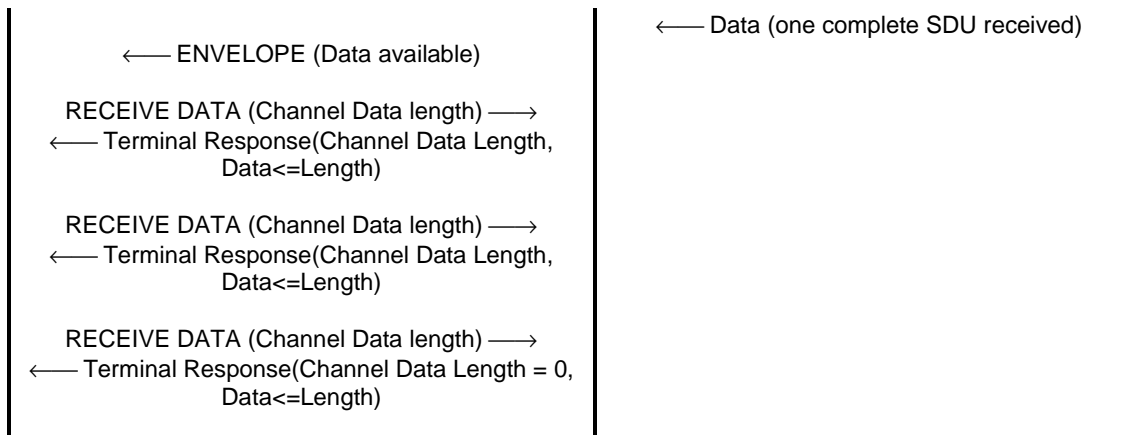 ←── Data (one complete SDU received)
←── ENVELOPE (Data available)
RECEIVE DATA (Channel Data length) ──→
←── Terminal Response(Channel Data Length,
Data<=Length)
RECEIVE DATA (Channel Data length) ──→
←── Terminal Response(Channel Data Length,
Data<=Length)
RECEIVE DATA (Channel Data length) ──→
←── Terminal Response(Channel Data Length = 0,
Data<=Length)